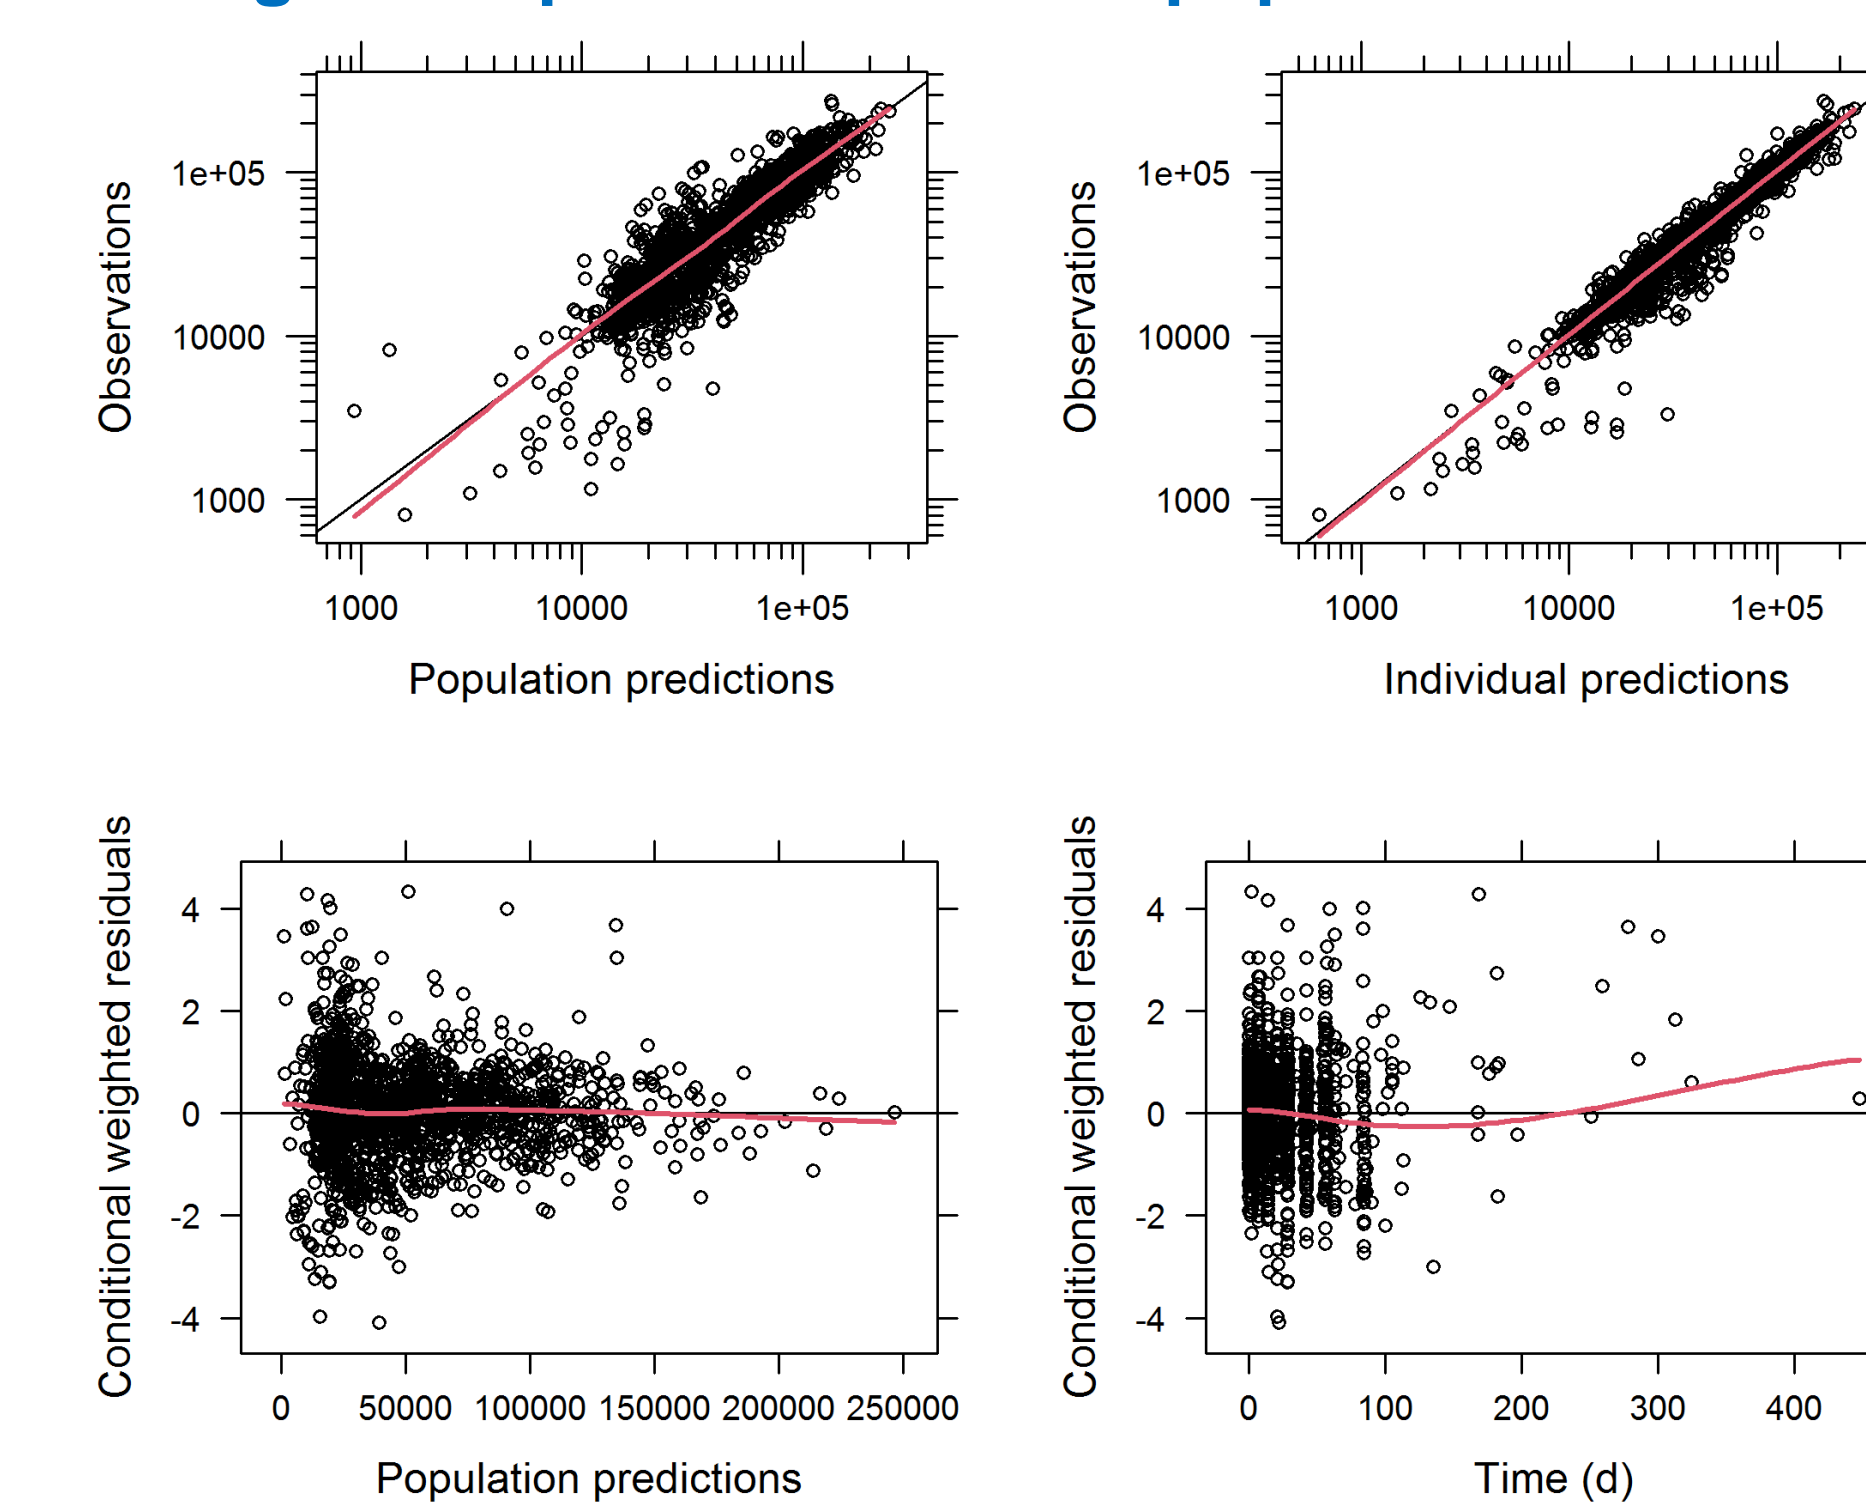 1e+05
10000
1000
Observations
1000 10000 1e+05
Population predictions
1e+05
10000
1000
Observations
1000 10000 1e+05
Individual predictions
4
2
0
-2
-4
Conditional weighted residuals
0 50000 100000 150000 200000 250000
Population predictions
4
2
0
-2
-4
Conditional weighted residuals
0 100 200 300 400
Time (d)